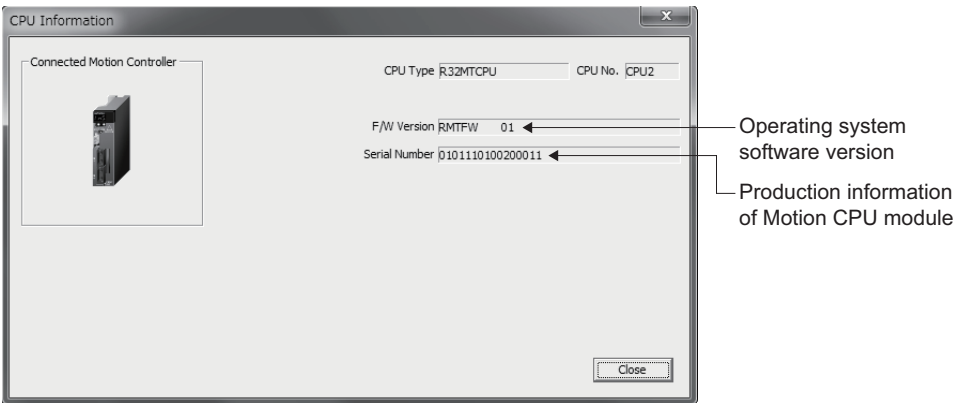 CPU Information
Connected Motion Controller
CPU Type R32MTCPU CPU No. CPU2
F/W Version RMTFW 01
Serial Number 0101110100200011
Operating system
software version
Production information
of Motion CPU module
Close